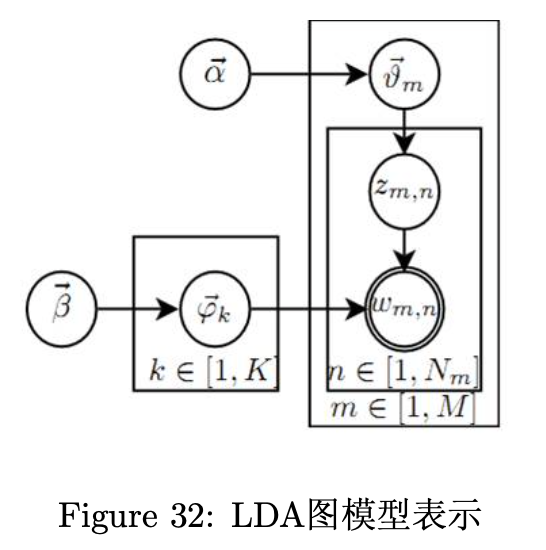 $\vec{\alpha}$
$\vec{\vartheta}_m$
$z_{m,n}$
$\vec{\beta}$
$\vec{\varphi}_k$
$w_{m,n}$
$k \in [1, K]$
$n \in [1, N_m]$
$m \in [1, M]$
Figure 32: LDA图模型表示